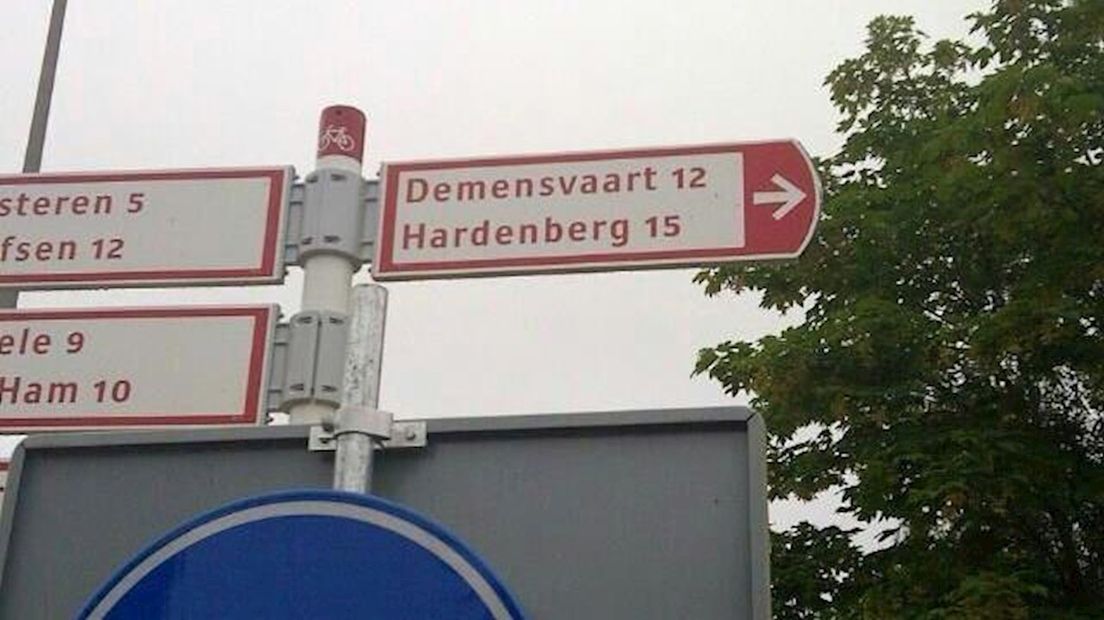 steren 5
fsen 12
ele 9
Ham 10
Demensvaart 12
Hardenberg 15